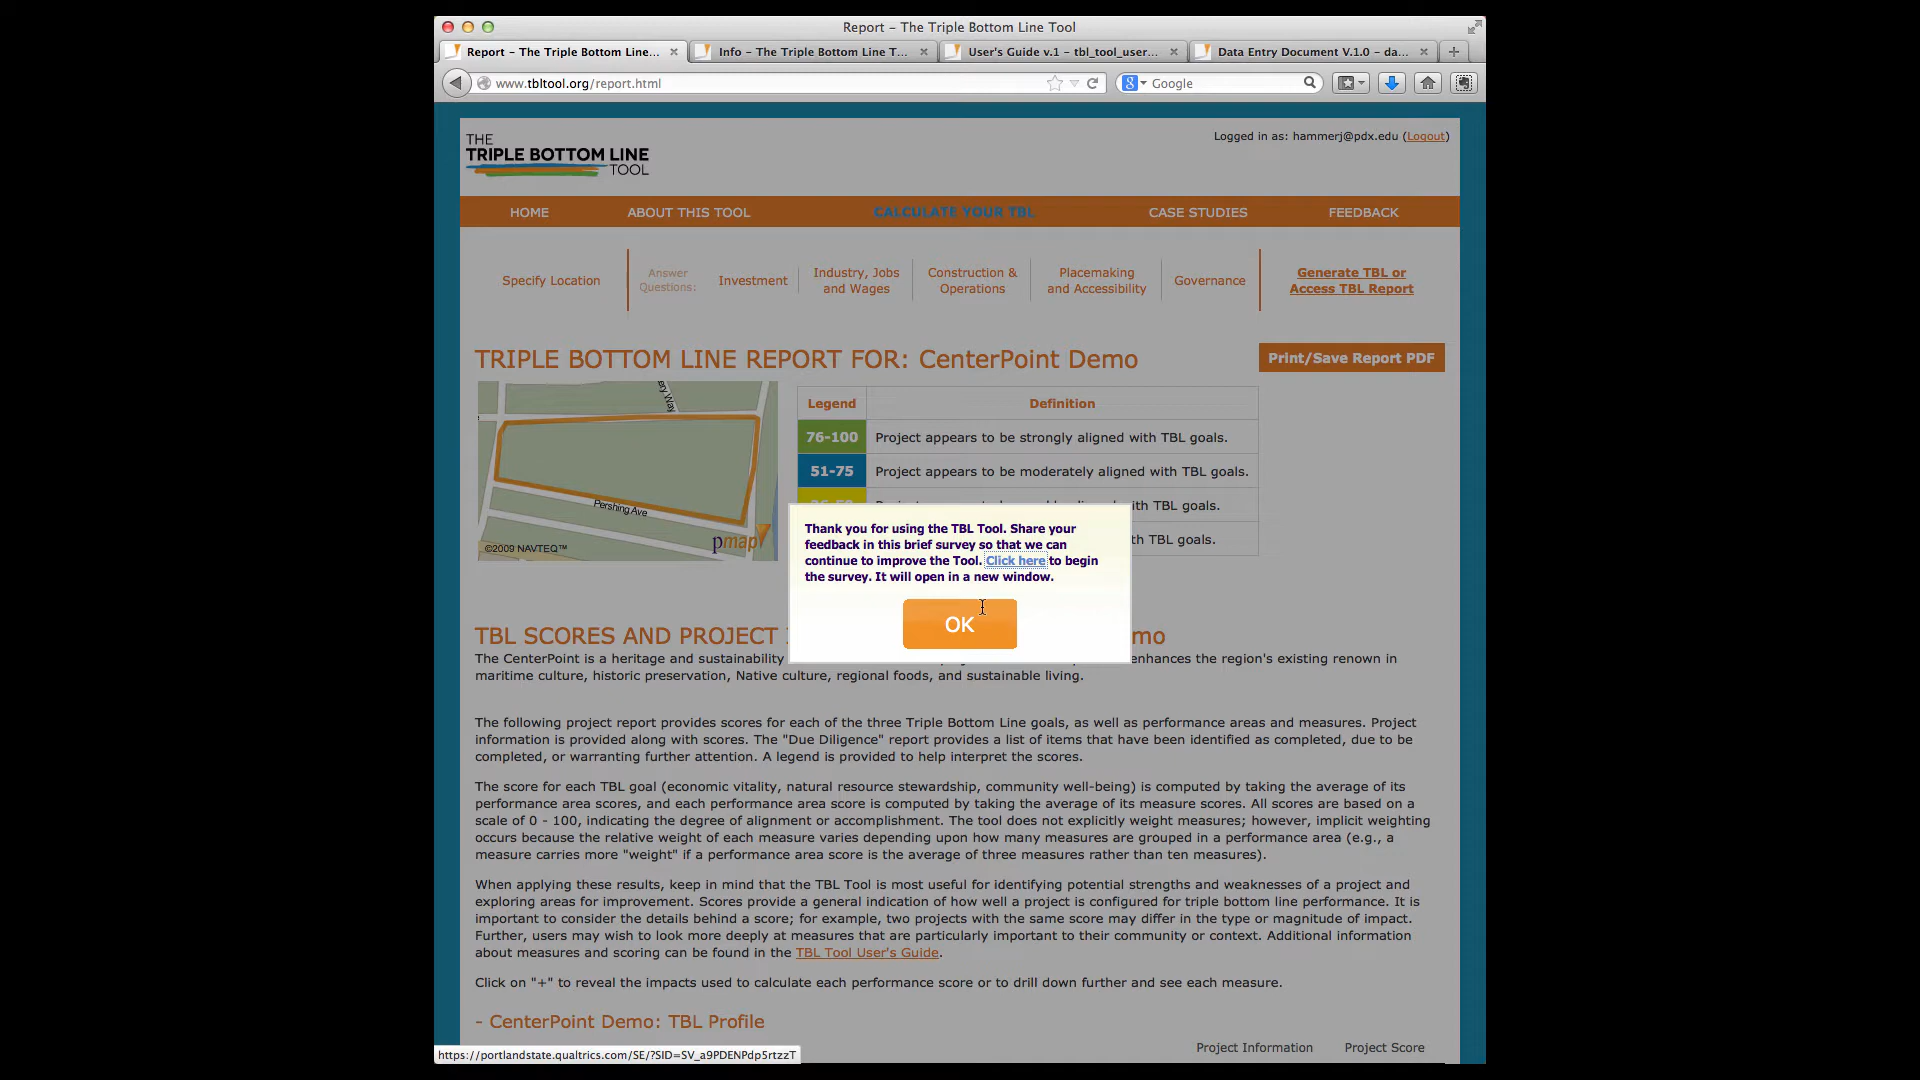 Report – The Triple Bottom Line Tool
Report – The Triple Bottom Line...
Info – The Triple Bottom Line T...
User's Guide v.1 – tbl_tool_user...
Data Entry Document V.1.0 – da...
www.tbltool.org/report.html
Google
THE
TRIPLE BOTTOM LINE
TOOL
Logged in as: hammerj@pdx.edu (Logout)
HOME
ABOUT THIS TOOL
CALCULATE YOUR TBL
CASE STUDIES
FEEDBACK
Specify Location
Answer
Questions:
Investment
Industry, Jobs
and Wages
Construction &
Operations
Placemaking
and Accessibility
Governance
Generate TBL or
Access TBL Report
TRIPLE BOTTOM LINE REPORT FOR: CenterPoint Demo
Print/Save Report PDF
Pershing Ave
©2009 NAVTEQ™
pmap
Legend Definition
76-100 Project appears to be strongly aligned with TBL goals.
51-75 Project appears to be moderately aligned with TBL goals.
with TBL goals.
th TBL goals.
Thank you for using the TBL Tool. Share your
feedback in this brief survey so that we can
continue to improve the Tool. Click here to begin
the survey. It will open in a new window.
OK
TBL SCORES AND PROJECT mo
The CenterPoint is a heritage and sustainability enhances the region's existing renown in
maritime culture, historic preservation, Native culture, regional foods, and sustainable living.
The following project report provides scores for each of the three Triple Bottom Line goals, as well as performance areas and measures. Project
information is provided along with scores. The "Due Diligence" report provides a list of items that have been identified as completed, due to be
completed, or warranting further attention. A legend is provided to help interpret the scores.
The score for each TBL goal (economic vitality, natural resource stewardship, community well-being) is computed by taking the average of its
performance area scores, and each performance area score is computed by taking the average of its measure scores. All scores are based on a
scale of 0 - 100, indicating the degree of alignment or accomplishment. The tool does not explicitly weight measures; however, implicit weighting
occurs because the relative weight of each measure varies depending upon how many measures are grouped in a performance area (e.g., a
measure carries more "weight" if a performance area score is the average of three measures rather than ten measures).
When applying these results, keep in mind that the TBL Tool is most useful for identifying potential strengths and weaknesses of a project and
exploring areas for improvement. Scores provide a general indication of how well a project is configured for triple bottom line performance. It is
important to consider the details behind a score; for example, two projects with the same score may differ in the type or magnitude of impact.
Further, users may wish to look more deeply at measures that are particularly important to their community or context. Additional information
about measures and scoring can be found in the TBL Tool User's Guide.
Click on "+" to reveal the impacts used to calculate each performance score or to drill down further and see each measure.
- CenterPoint Demo: TBL Profile
Project Information Project Score
https://portlandstate.qualtrics.com/SE/?SID=SV_a9PDENPdp5rtzzT